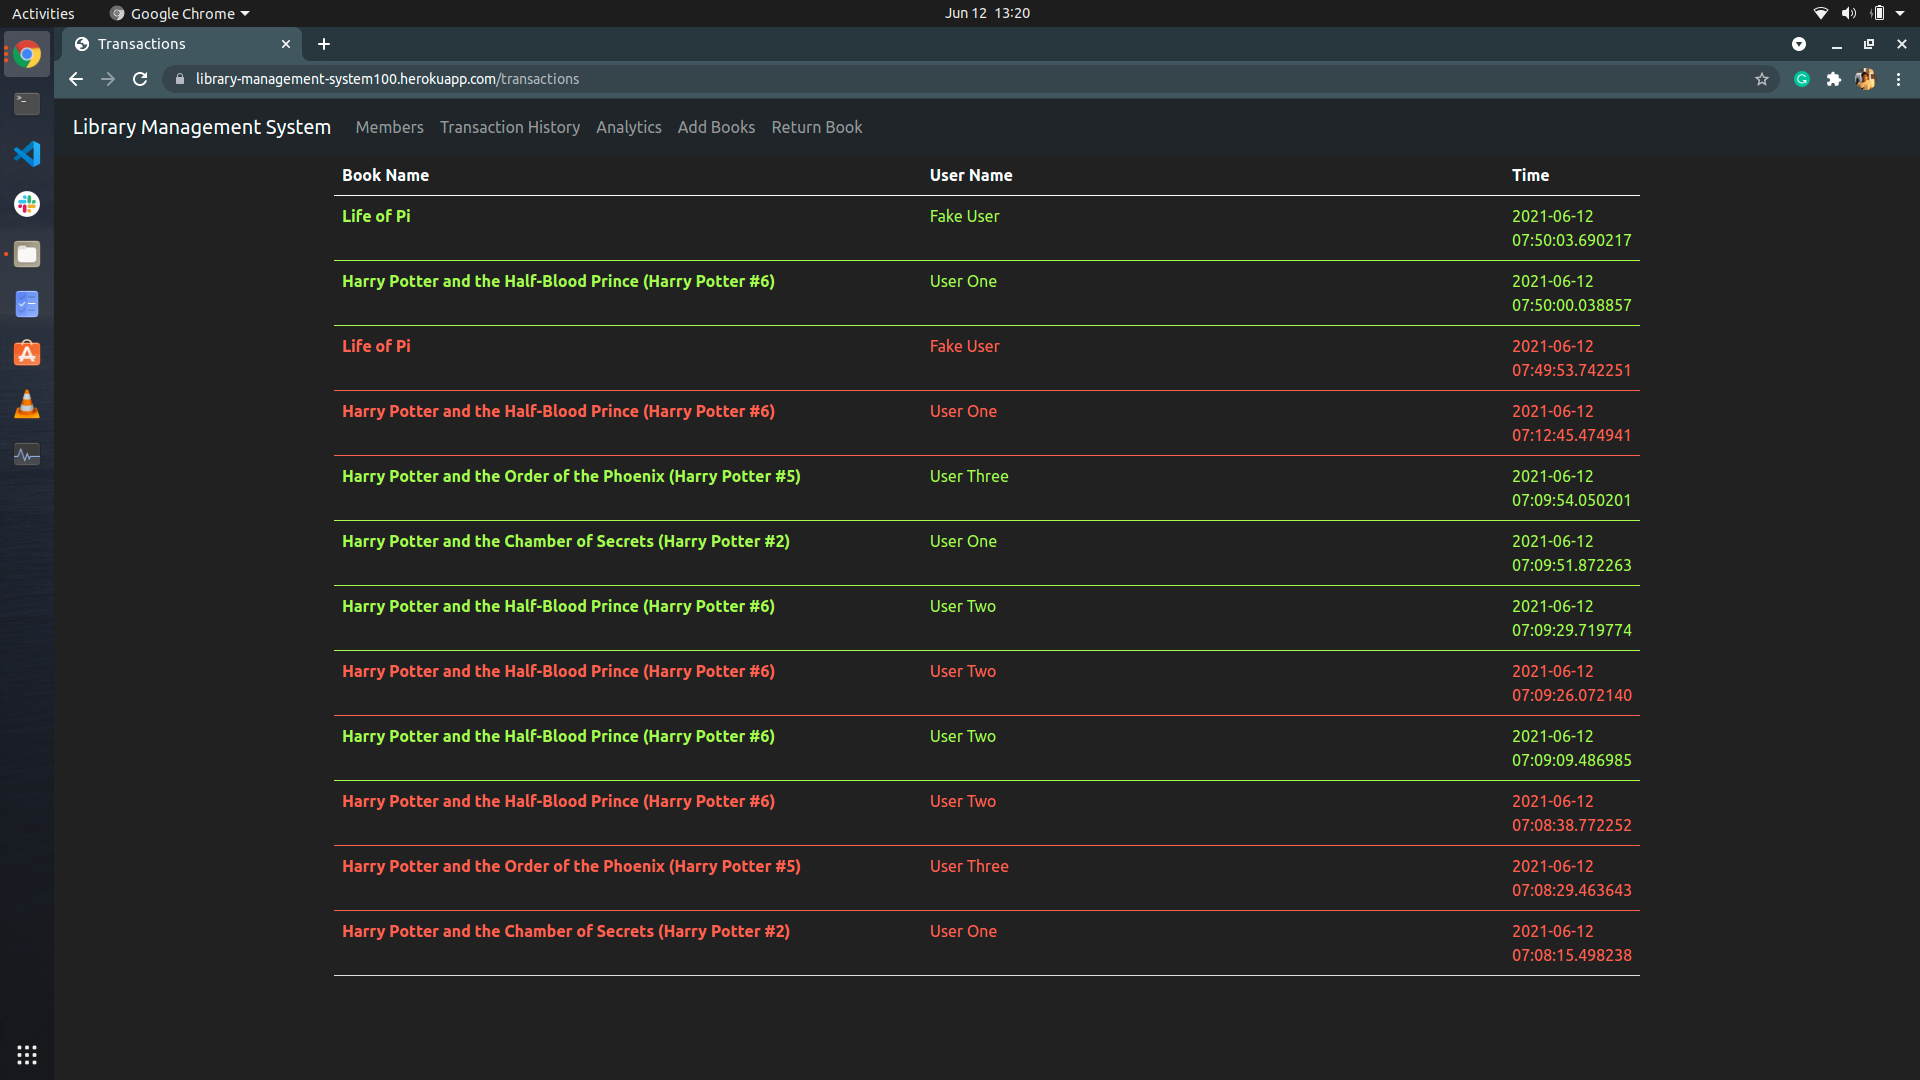 Activities
Google Chrome
Jun 12 13:20
Transactions
library-management-system100.herokuapp.com/transactions
Library Management System Members Transaction History Analytics Add Books Return Book
Book Name User Name Time
Life of Pi Fake User 2021-06-12
07:50:03.690217
Harry Potter and the Half-Blood Prince (Harry Potter #6) User One 2021-06-12
07:50:00.038857
Life of Pi Fake User 2021-06-12
07:49:53.742251
Harry Potter and the Half-Blood Prince (Harry Potter #6) User One 2021-06-12
07:12:45.474941
Harry Potter and the Order of the Phoenix (Harry Potter #5) User Three 2021-06-12
07:09:54.050201
Harry Potter and the Chamber of Secrets (Harry Potter #2) User One 2021-06-12
07:09:51.872263
Harry Potter and the Half-Blood Prince (Harry Potter #6) User Two 2021-06-12
07:09:29.719774
Harry Potter and the Half-Blood Prince (Harry Potter #6) User Two 2021-06-12
07:09:26.072140
Harry Potter and the Half-Blood Prince (Harry Potter #6) User Two 2021-06-12
07:09:09.486985
Harry Potter and the Half-Blood Prince (Harry Potter #6) User Two 2021-06-12
07:08:38.772252
Harry Potter and the Order of the Phoenix (Harry Potter #5) User Three 2021-06-12
07:08:29.463643
Harry Potter and the Chamber of Secrets (Harry Potter #2) User One 2021-06-12
07:08:15.498238